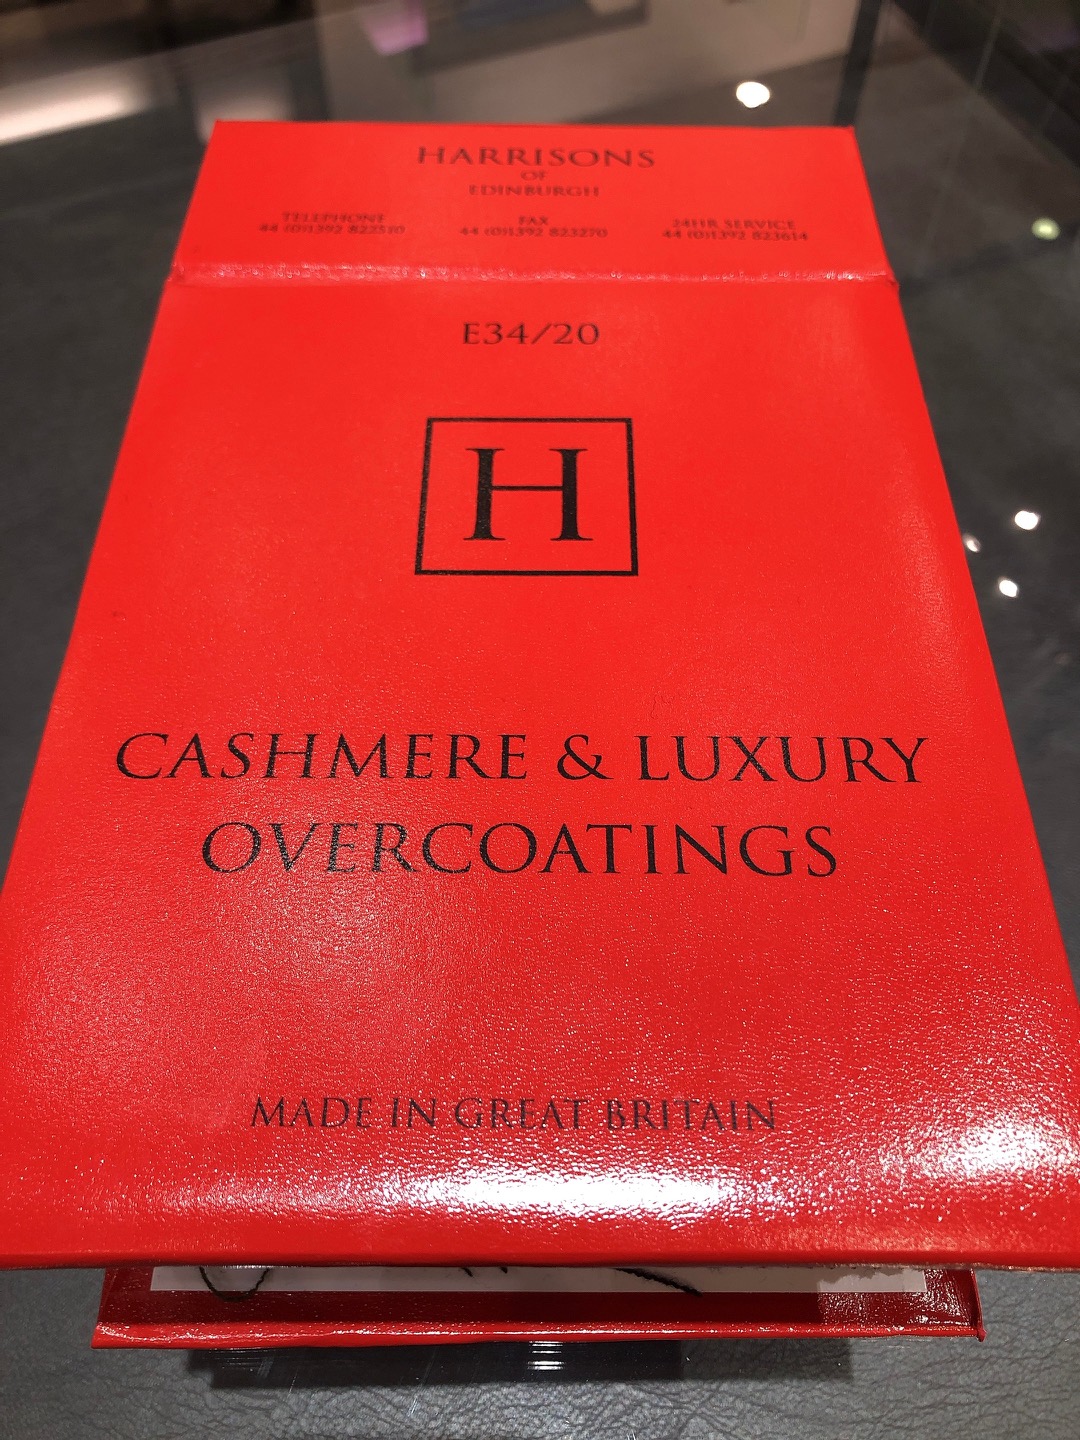 HARRISONS
OF
EDINBURGH
TELEPHONE FAX 24HR SERVICE
44 (0)1392 822510 44 (0)1392 823270 44 (0)1392 823614
E34/20
H
CASHMERE & LUXURY
OVERCOATINGS
MADE IN GREAT BRITAIN